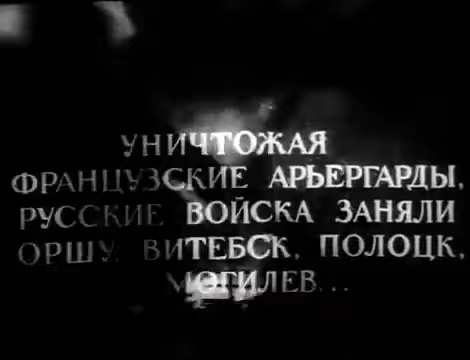 УНИЧТОЖАЯ
ФРАНЦУЗСКИЕ АРЬЕРГАРДЫ,
РУССКИЕ ВОЙСКА ЗАНЯЛИ
ОРШУ, ВИТЕБСК, ПОЛОЦК,
МОГИЛЕВ...